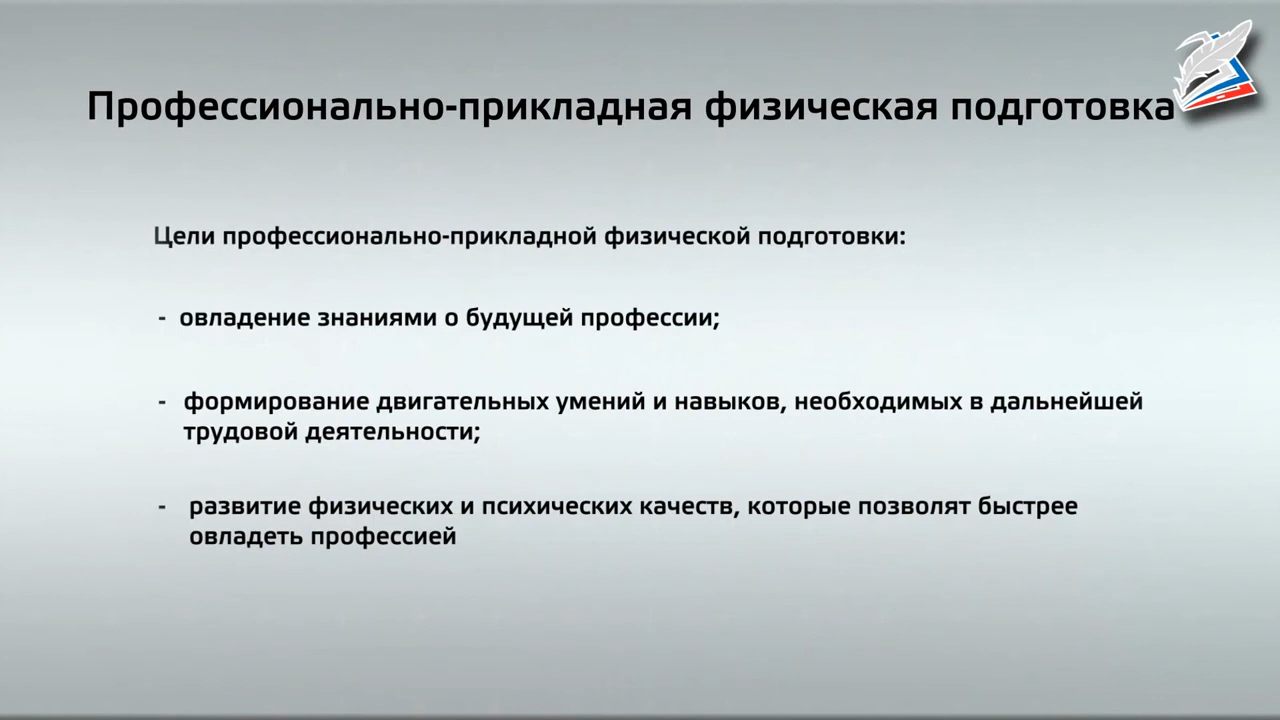 Профессионально-прикладная физическая подготовка
Цели профессионально-прикладной физической подготовки:
- овладение знаниями о будущей профессии;
- формирование двигательных умений и навыков, необходимых в дальнейшей
трудовой деятельности;
- развитие физических и психических качеств, которые позволят быстрее
овладеть профессией